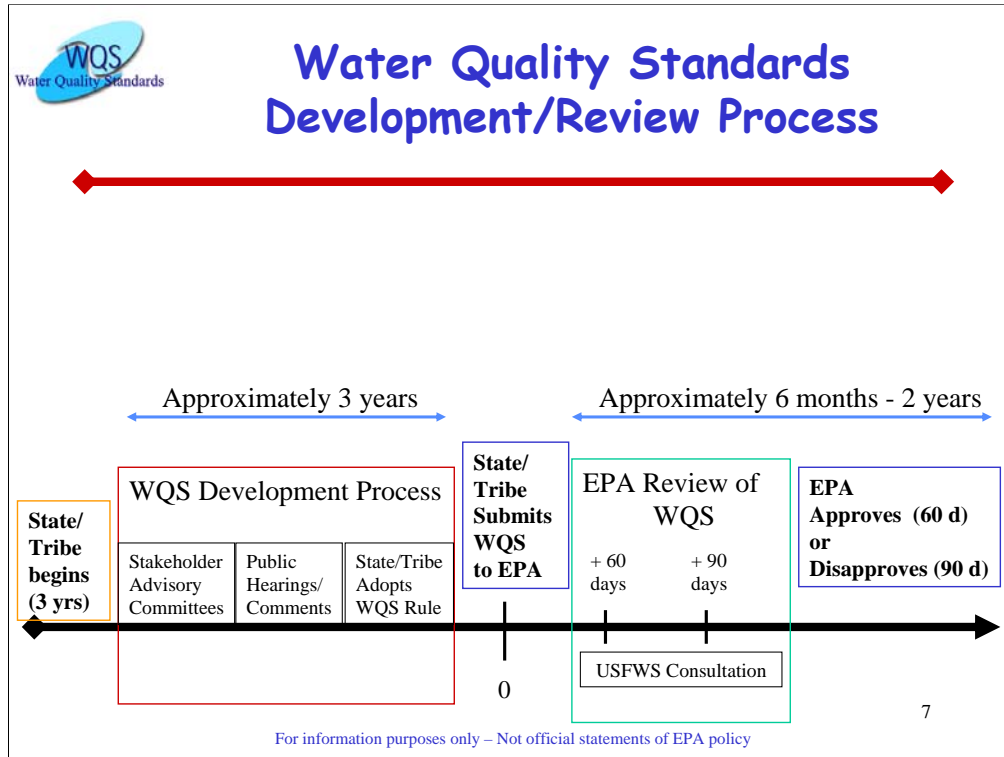 WQS
Water Quality Standards
Water Quality Standards
Development/Review Process
Approximately 3 years
Approximately 6 months - 2 years
State/
Tribe
begins
(3 yrs)
WQS Development Process
Stakeholder
Advisory
Committees
Public
Hearings/
Comments
State/Tribe
Adopts
WQS Rule
State/
Tribe
Submits
WQS
to EPA
0
EPA Review of
WQS
+ 60
days
+ 90
days
USFWS Consultation
EPA
Approves (60 d)
or
Disapproves (90 d)
7
For information purposes only – Not official statements of EPA policy